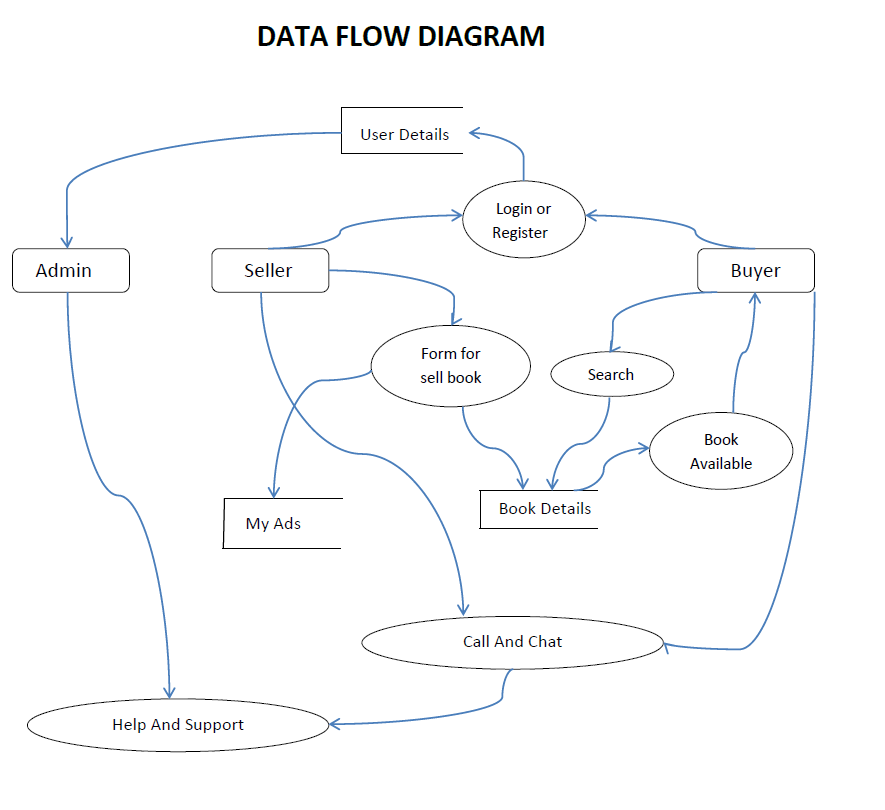 DATA FLOW DIAGRAM
User Details
Login or
Register
Admin
Seller
Buyer
Form for
sell book
Search
Book
Available
My Ads
Book Details
Call And Chat
Help And Support